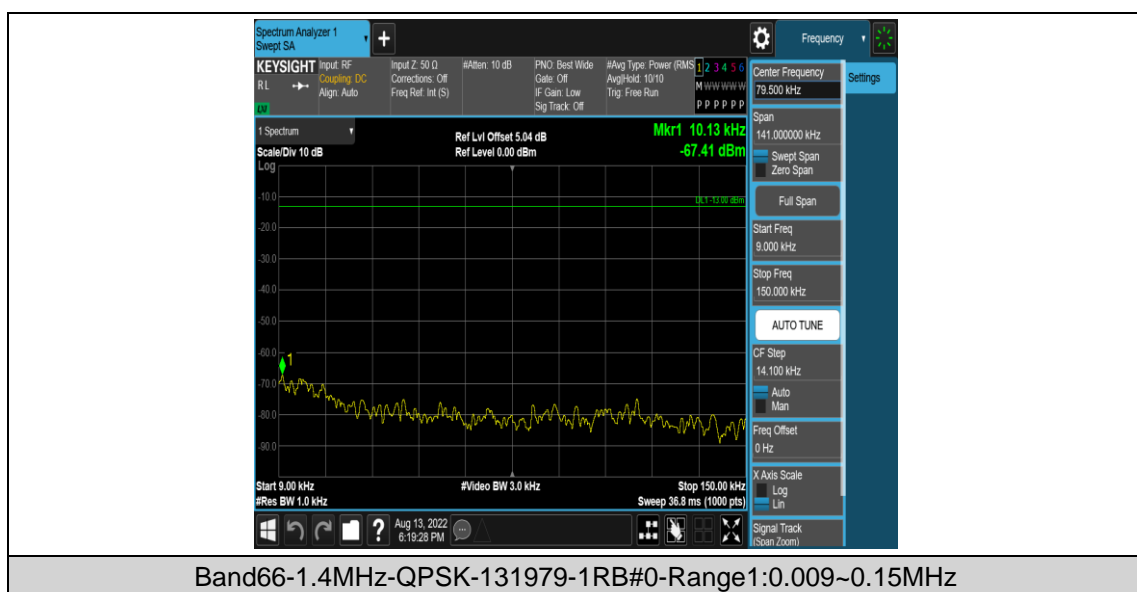 Spectrum Analyzer 1
Swept SA
+
Frequency
KEYSIGHT
RL
LXI
Input: RF
Coupling: DC
Align: Auto
Input Z: 50 Ω
Corrections: Off
Freq Ref: Int (S)
#Atten: 10 dB
PNO: Best Wide
Gate: Off
IF Gain: Low
Sig Track: Off
#Avg Type: Power (RMS
Avg|Hold: 10/10
Trig: Free Run
1 2 3 4 5 6
M W W W W W
P P P P P P
1 Spectrum
Scale/Div 10 dB
Log
Ref Lvl Offset 5.04 dB
Ref Level 0.00 dBm
Mkr1 10.13 kHz
-67.41 dBm
DL1 -13.00 dBm
-10.0
-20.0
-30.0
-40.0
-50.0
-60.0
-70.0
-80.0
-90.0
1
Start 9.00 kHz
#Res BW 1.0 kHz
#Video BW 3.0 kHz
Stop 150.00 kHz
Sweep 36.8 ms (1000 pts)
?
Aug 13, 2022
6:19:28 PM
Center Frequency
79.500 kHz
Settings
Span
141.000000 kHz
Swept Span
Zero Span
Full Span
Start Freq
9.000 kHz
Stop Freq
150.000 kHz
AUTO TUNE
CF Step
14.100 kHz
Auto
Man
Freq Offset
0 Hz
X Axis Scale
Log
Lin
Signal Track
(Span Zoom)
Band66-1.4MHz-QPSK-131979-1RB#0-Range1:0.009~0.15MHz